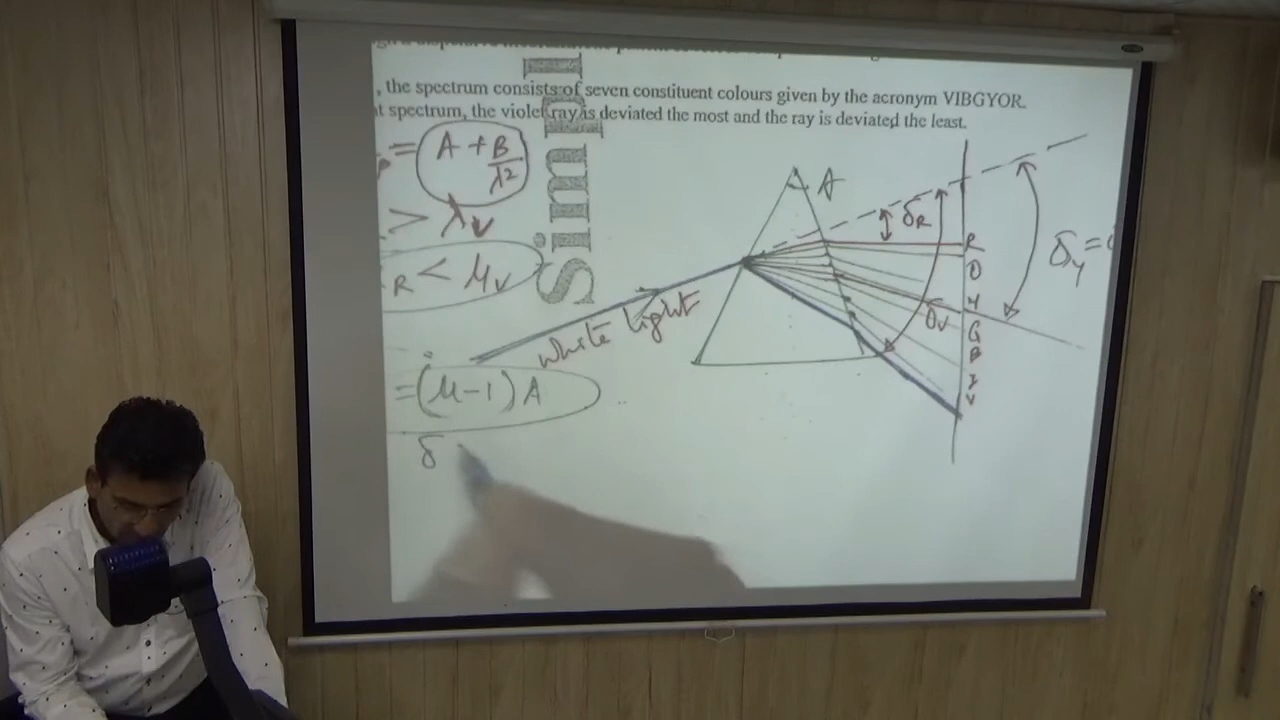 , the spectrum consists of seven constituent colours given by the acronym VIBGYOR.
t spectrum, the violet ray is deviated the most and the ray is deviated the least.
= A + B/λ²
> λv
R < μv
= (μ-1) A
δ
white light
A
δR
δv
δy =
R
O
Y
G
B
I
V
Simpl